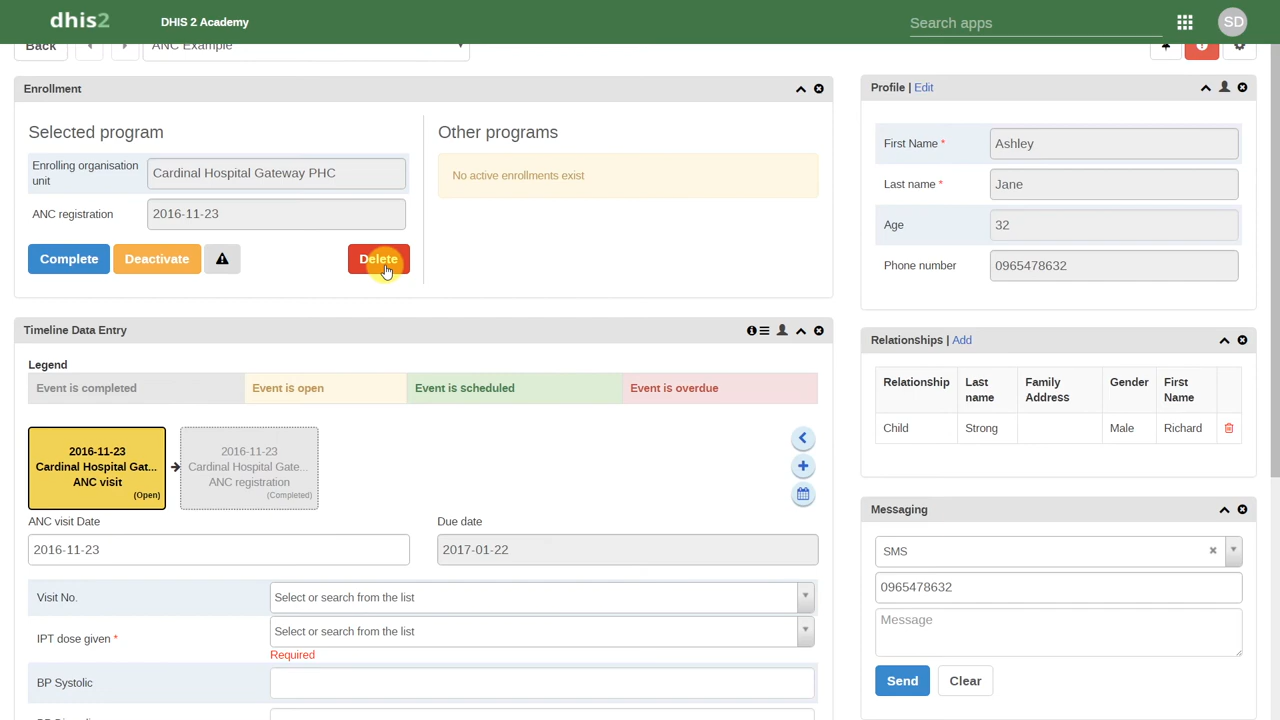 dhis2
DHIS 2 Academy
Search apps
SD
Back
ANC Example
Enrollment
Selected program
Enrolling organisation
unit
Cardinal Hospital Gateway PHC
ANC registration
2016-11-23
Complete
Deactivate
Delete
Other programs
No active enrollments exist
Timeline Data Entry
Legend
Event is completed
Event is open
Event is scheduled
Event is overdue
2016-11-23
Cardinal Hospital Gat...
ANC visit
(Open)
2016-11-23
Cardinal Hospital Gate...
ANC registration
(Completed)
ANC visit Date
2016-11-23
Due date
2017-01-22
Visit No.
Select or search from the list
IPT dose given *
Select or search from the list
Required
BP Systolic
Profile | Edit
First Name *
Ashley
Last name *
Jane
Age
32
Phone number
0965478632
Relationships | Add
Relationship
Last
name
Family
Address
Gender
First
Name
Child
Strong
Male
Richard
Messaging
SMS
0965478632
Message
Send
Clear